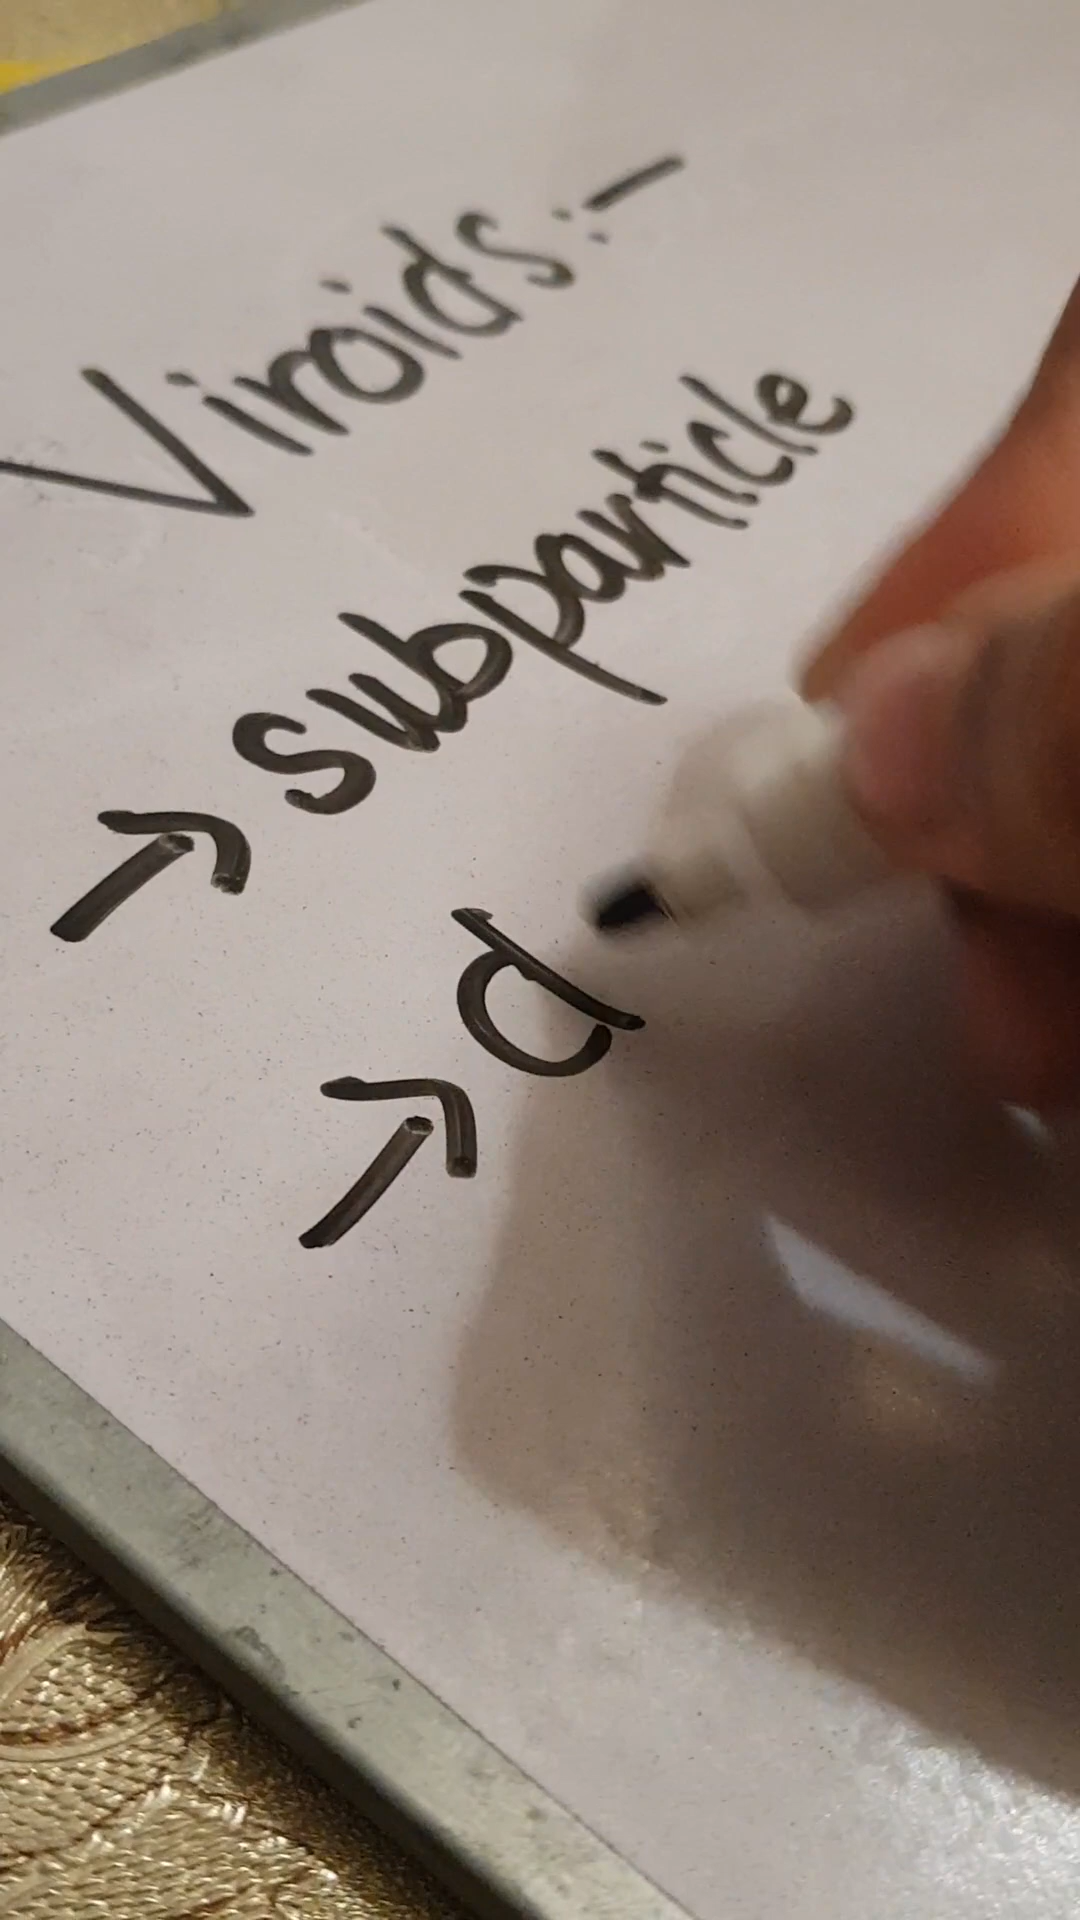 Viroids:-
→ subparticle
→ d